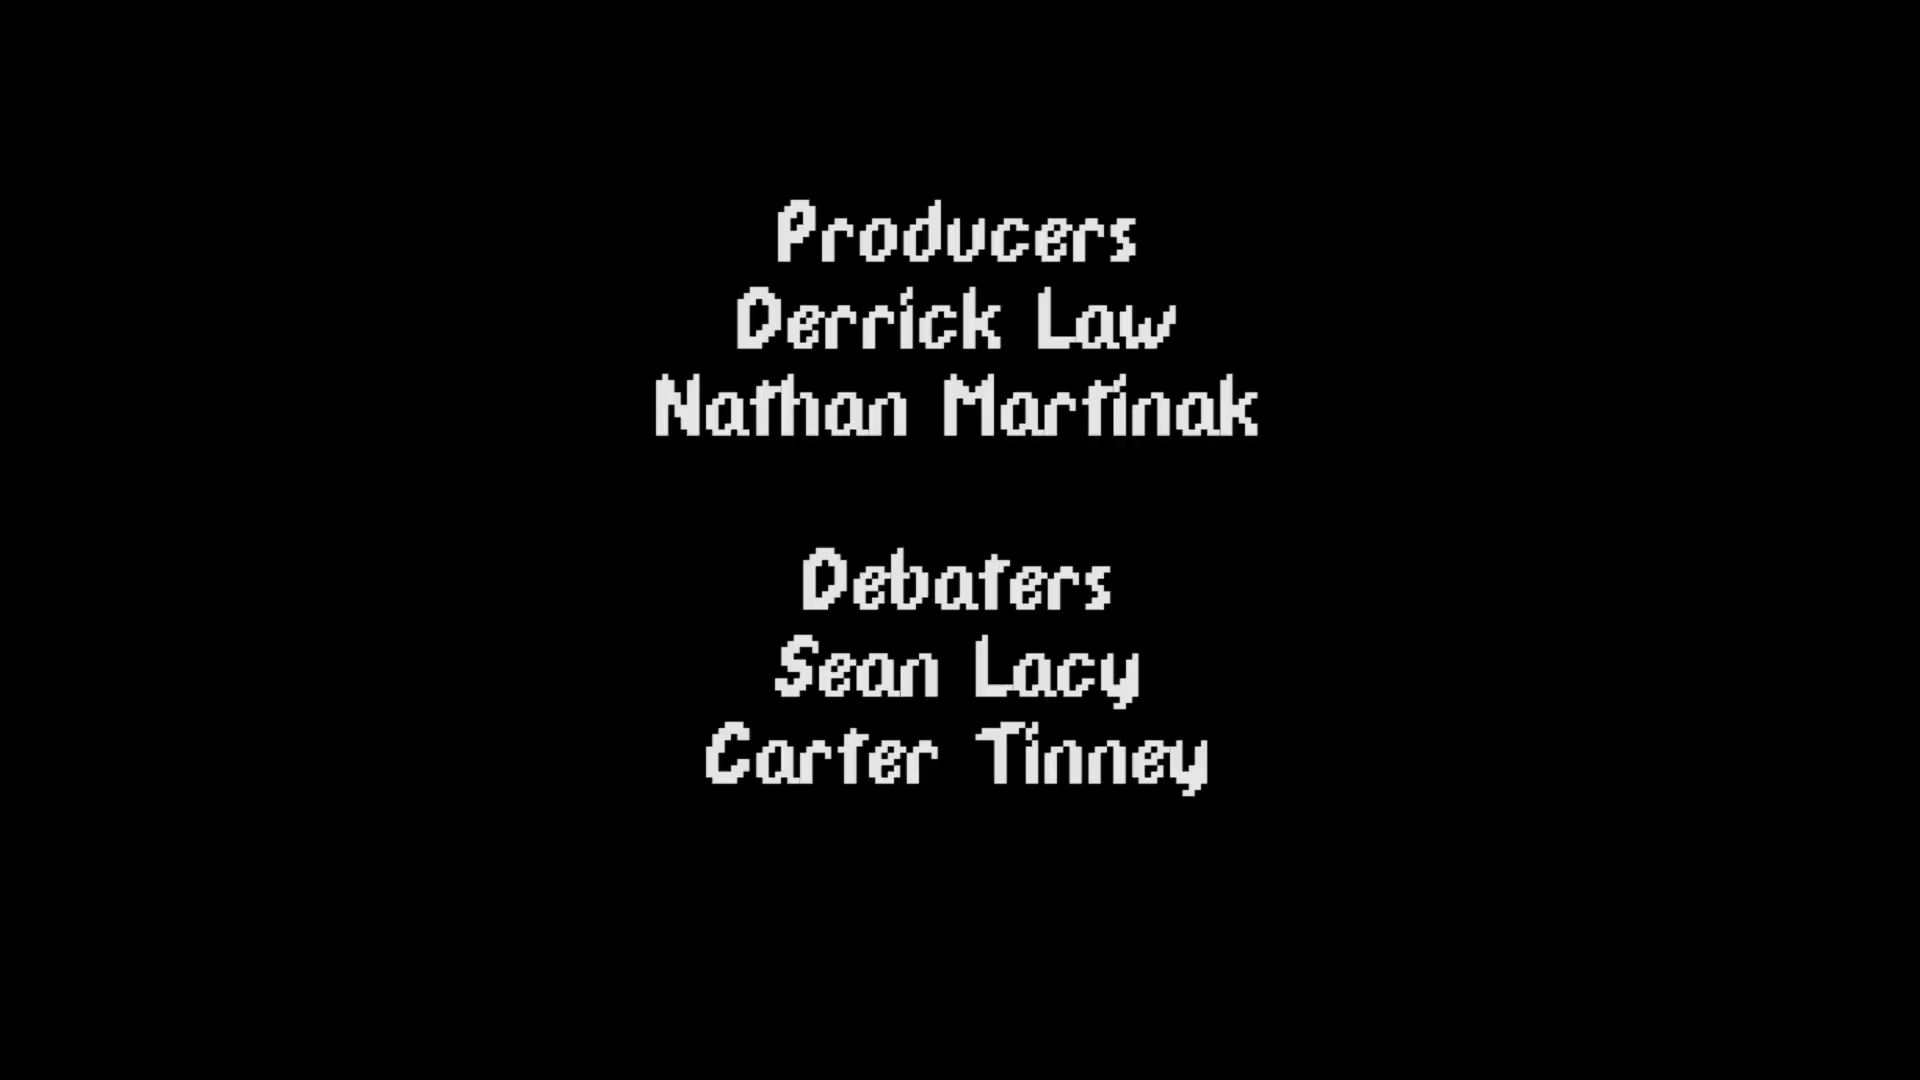 Producers
Derrick Law
Nathan Martinak
Debaters
Sean Lacy
Carter Tinney